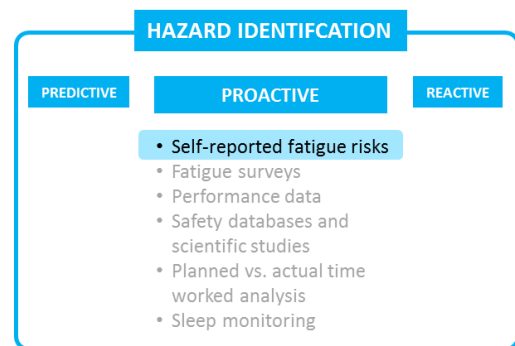 HAZARD IDENTIFCATION
PREDICTIVE
PROACTIVE
REACTIVE
• Self-reported fatigue risks
• Fatigue surveys
• Performance data
• Safety databases and
scientific studies
• Planned vs. actual time
worked analysis
• Sleep monitoring